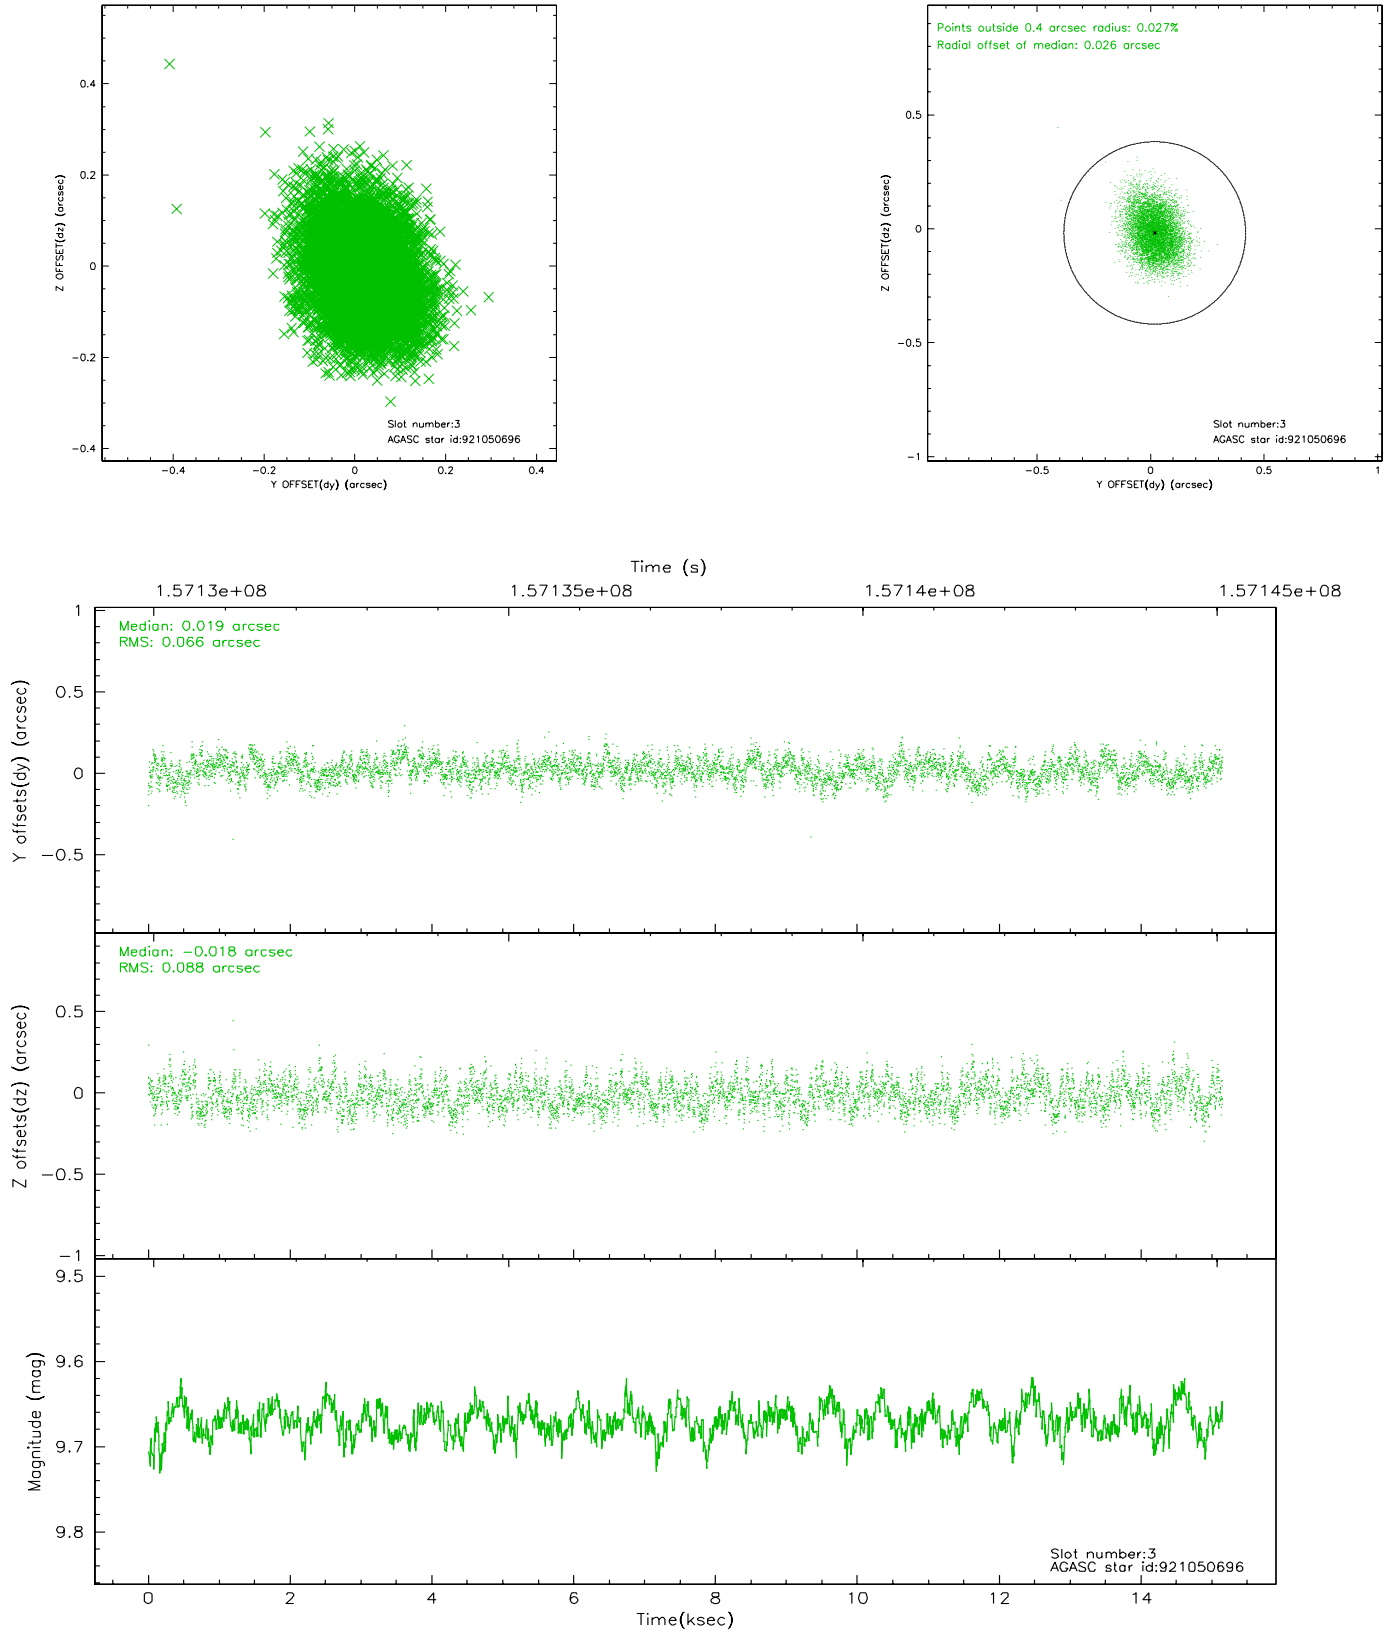 0.4
0.2
0
−0.2
−0.4
Z OFFSET(dz) (arcsec)
−0.4 −0.2 0 0.2 0.4
Y OFFSET(dy) (arcsec)
Slot number:3
AGASC star id:921050696
Points outside 0.4 arcsec radius: 0.027%
Radial offset of median: 0.026 arcsec
0.5
0
−0.5
−1
Z OFFSET(dz) (arcsec)
−0.5 0 0.5 1
Y OFFSET(dy) (arcsec)
Slot number:3
AGASC star id:921050696
Time (s)
1.5713e+08 1.57135e+08 1.5714e+08 1.57145e+08
Median: 0.019 arcsec
RMS: 0.066 arcsec
1
0.5
0
−0.5
Y offsets(dy) (arcsec)
Median: −0.018 arcsec
RMS: 0.088 arcsec
0.5
0
−0.5
−1
Z offsets(dz) (arcsec)
9.5
9.6
9.7
9.8
Magnitude (mag)
Slot number:3
AGASC star id:921050696
0 2 4 6 8 10 12 14
Time(ksec)